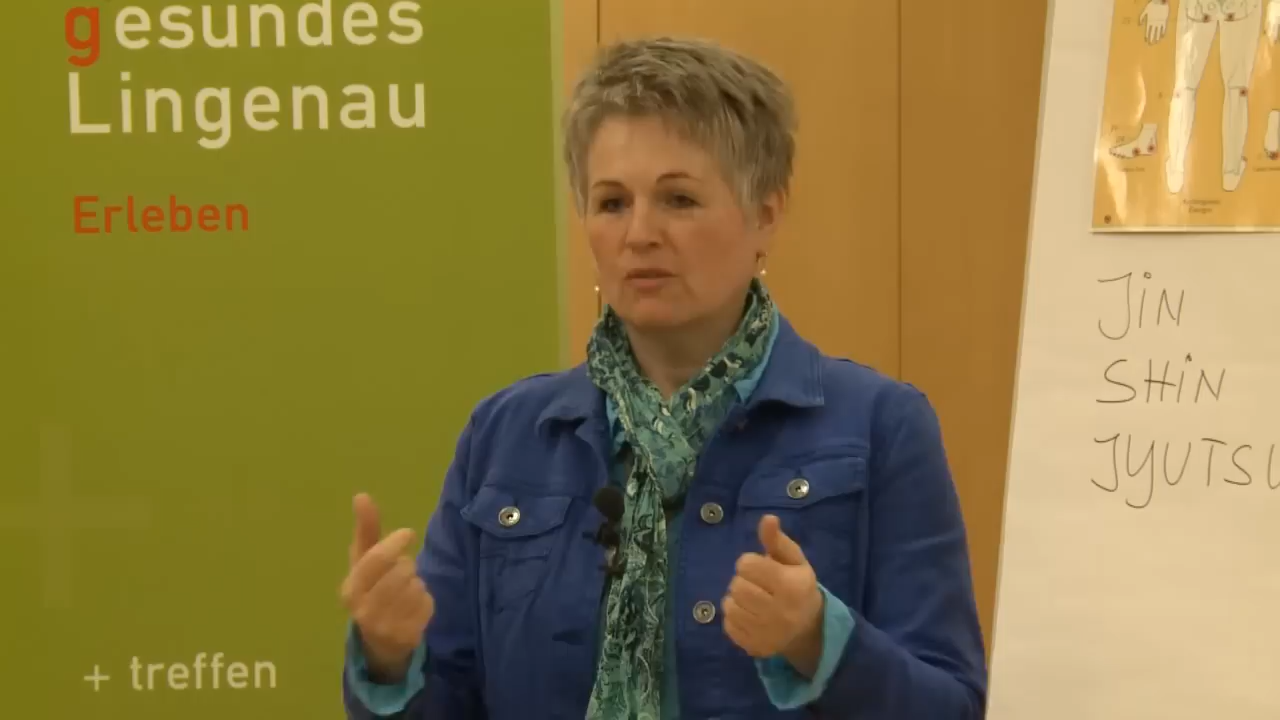 gesundes
Lingenau
Erleben
+ treffen
JiN
SHiN
JYUTSU